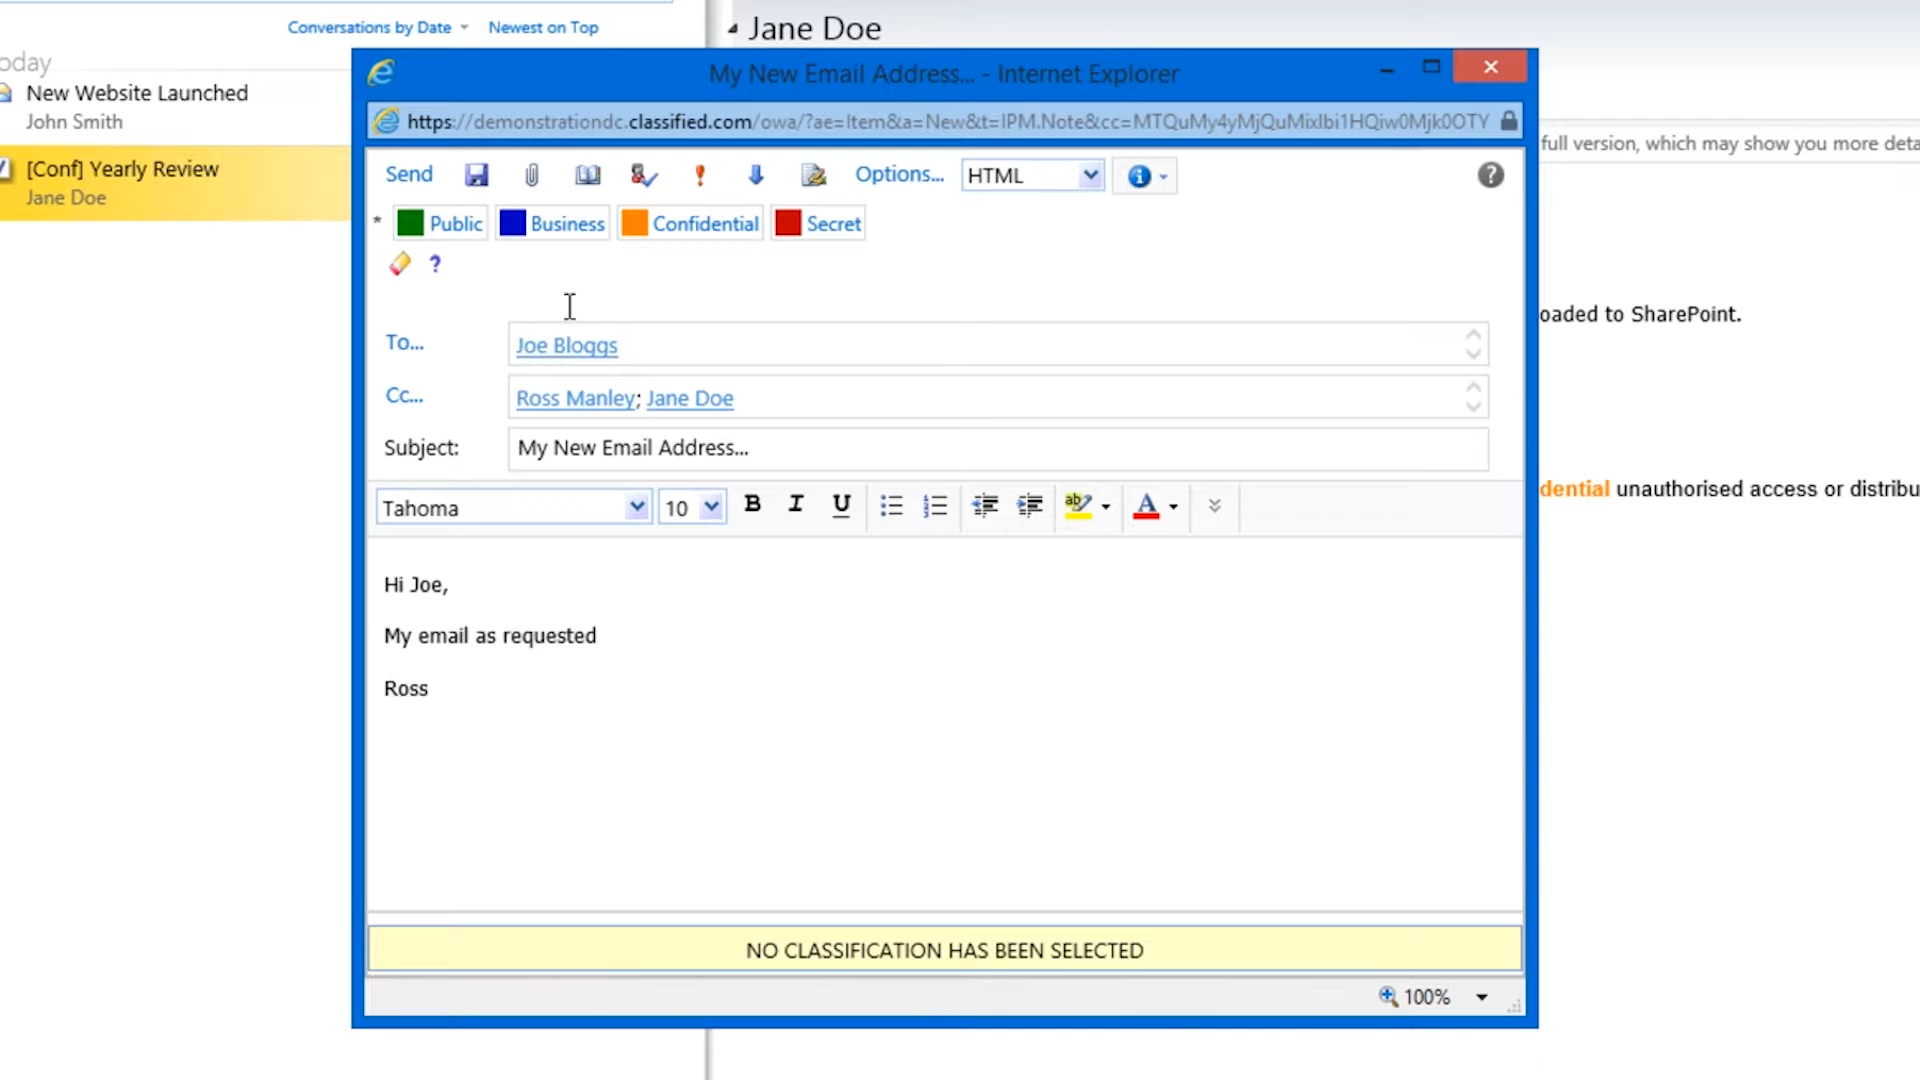 Conversations by Date Newest on Top
oday
New Website Launched
John Smith
[Conf] Yearly Review
Jane Doe
Jane Doe
full version, which may show you more deta
oaded to SharePoint.
dential unauthorised access or distribu
My New Email Address... - Internet Explorer
https://demonstrationdc.classified.com/owa/?ae=Item&a=New&t=IPM.Note&cc=MTQuMy4yMjQuMixlbi1HQiw0Mjk0OTY
Send Options... HTML
* Public Business Confidential Secret
?
To... Joe Bloggs
Cc... Ross Manley; Jane Doe
Subject: My New Email Address...
Tahoma 10 B I U ab A
Hi Joe,
My email as requested
Ross
NO CLASSIFICATION HAS BEEN SELECTED
100%